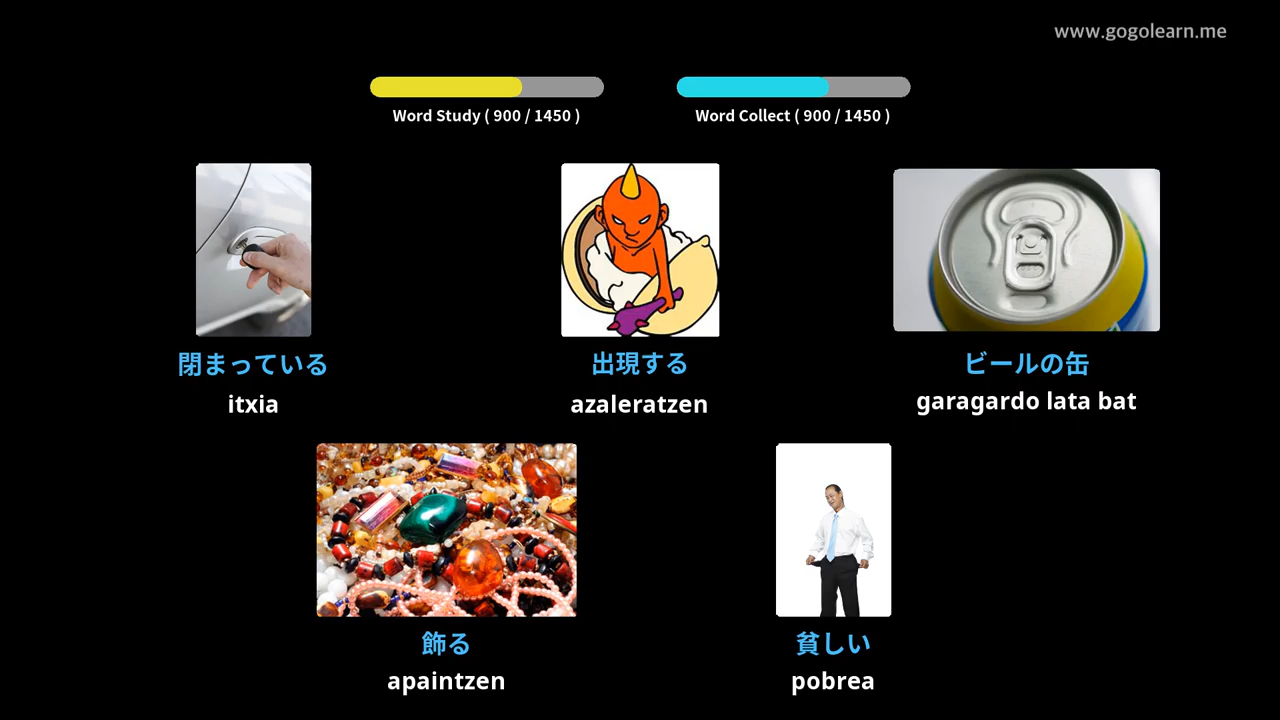 www.gogolearn.me
Word Study ( 900 / 1450 )
Word Collect ( 900 / 1450 )
閉まっている
itxia
出現する
azaleratzen
ビールの缶
garagardo lata bat
飾る
apaintzen
貧しい
pobrea